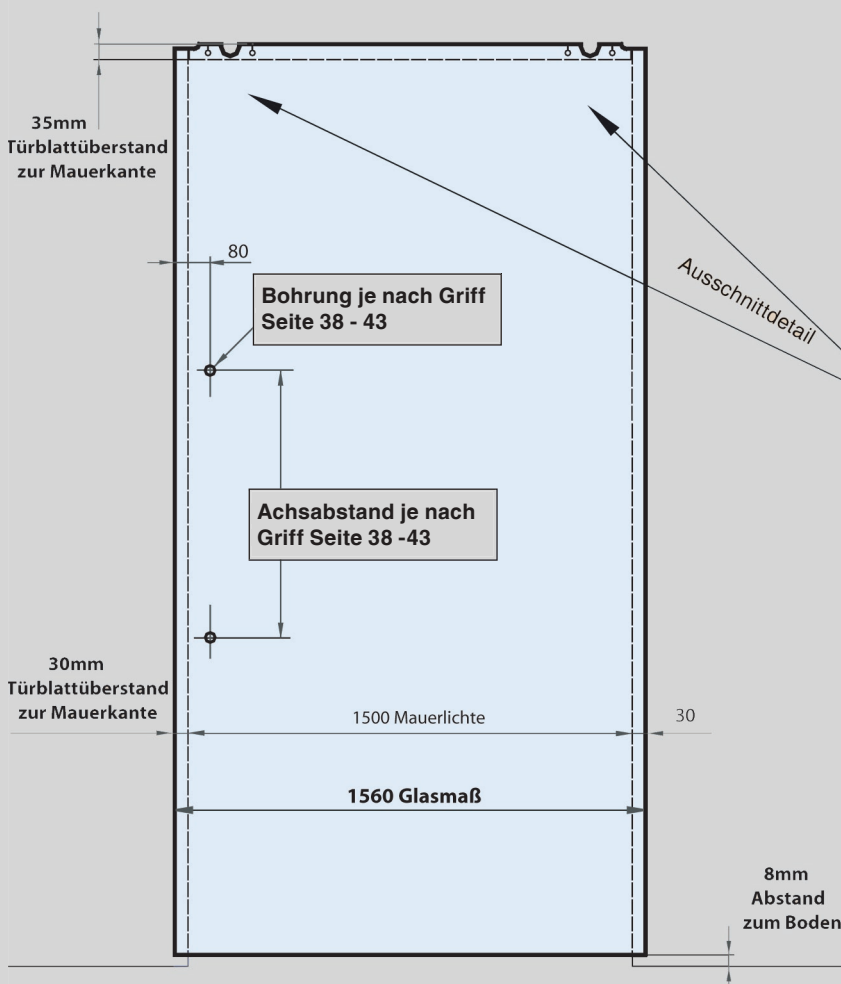 35mm
Türblattüberstand
zur Mauerkante
80
Bohrung je nach Griff
Seite 38 - 43
Ausschnittdetail
Achsabstand je nach
Griff Seite 38 -43
30mm
Türblattüberstand
zur Mauerkante
1500 Mauerlichte
30
1560 Glasmaß
8mm
Abstand
zum Boden